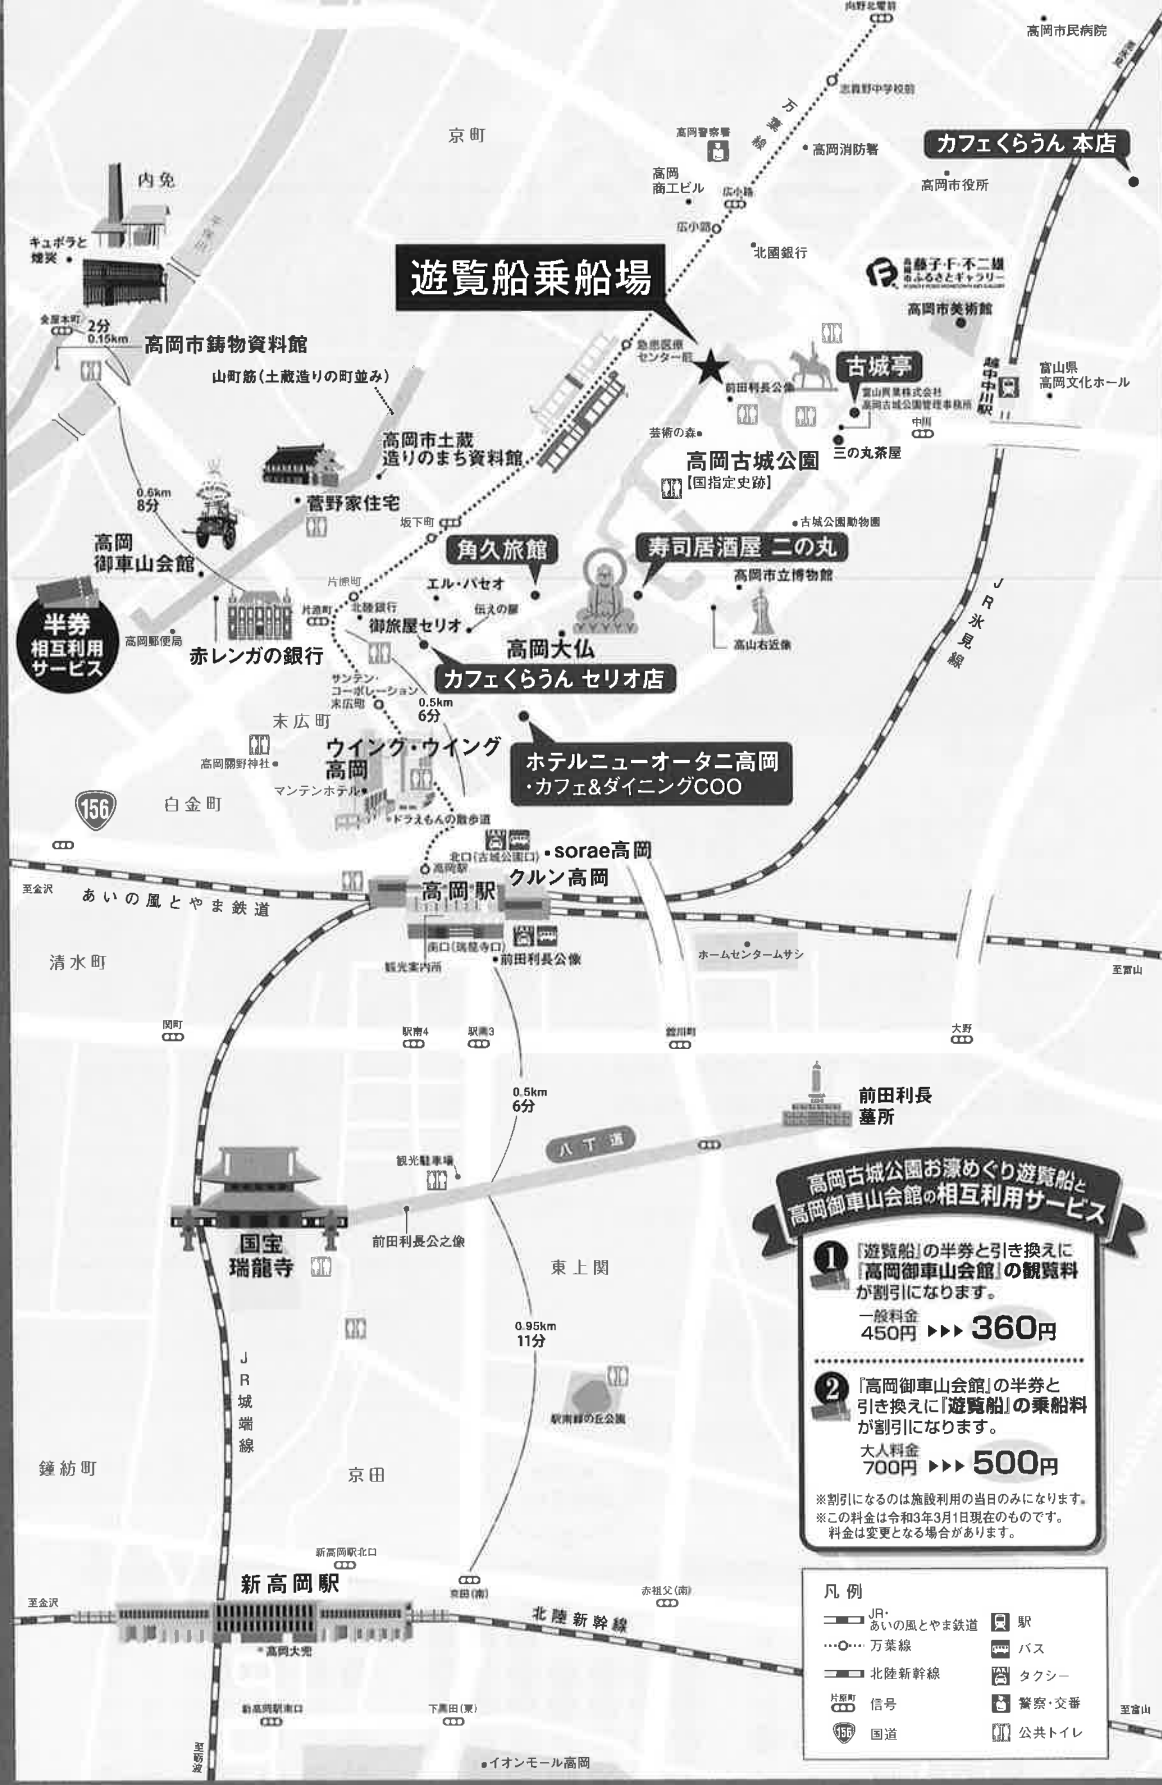 向野北電前
高岡市民病院
至氷見
志貴野中学校前
万葉線
京町
高岡警察署
高岡消防署
カフェくらうん 本店
高岡
商工ビル
高岡市役所
広小路
広小路
内免
千保川
キューポラと
煙突
北國銀行
遊覧船乗船場
高岡市
藤子・F・不二雄
ふるさとギャラリー
高岡市美術館
金屋本町
2分
0.15km
高岡市鋳物資料館
急患医療
センター前
山町筋(土蔵造りの町並み)
前田利長公像
古城亭
富山興業株式会社
高岡古城公園管理事務所
越中中川駅
富山県
高岡文化ホール
中川
高岡市土蔵
造りのまち資料館
芸術の森
高岡古城公園
【国指定史跡】
三の丸茶屋
0.6km
8分
菅野家住宅
坂下町
古城公園動物園
高岡
御車山会館
角久旅館
寿司居酒屋 二の丸
高岡市立博物館
片原町
エル・パセオ
JR氷見線
半券
相互利用
サービス
高岡郵便局
片原町
北陸銀行
伝えの扉
赤レンガの銀行
御旅屋セリオ
高岡大仏
高山右近像
カフェくらうん セリオ店
サンテン・
コーポレーション
末広町
0.5km
6分
末広町
ウイング・ウイング
高岡
ホテルニューオータニ高岡
・カフェ&ダイニングCOO
高岡關野神社
マンテンホテル
156
白金町
ドラえもんの散歩道
北口(古城公園口)
sorae高岡
高岡駅
クルン高岡
高岡駅
至金沢
あいの風とやま鉄道
南口(瑞龍寺口)
前田利長公像
観光案内所
ホームセンタームサシ
至富山
清水町
関町
駅南4
駅南3
鐘川町
大野
0.5km
6分
前田利長
墓所
八丁道
観光駐車場
前田利長公之像
国宝
瑞龍寺
東上関
0.95km
11分
JR城端線
駅南緑の丘公園
鐘紡町
京田
高岡古城公園お濠めぐり遊覧船と
高岡御車山会館の相互利用サービス
1
『遊覧船』の半券と引き換えに
『高岡御車山会館』の観覧料
が割引になります。
一般料金
450円 ▶▶▶ 360円
2
『高岡御車山会館』の半券と
引き換えに『遊覧船』の乗船料
が割引になります。
大人料金
700円 ▶▶▶ 500円
※割引になるのは施設利用の当日のみになります。
※この料金は令和3年3月1日現在のものです。
料金は変更となる場合があります。
新高岡駅北口
新高岡駅
京田(南)
赤祖父(南)
至金沢
北陸新幹線
高岡大兜
新高岡駅南口
下黒田(東)
至砺波
イオンモール高岡
至富山
凡例
JR・
あいの風とやま鉄道
万葉線
北陸新幹線
片原町
信号
156
国道
駅
バス
TAXI
タクシー
警察・交番
公共トイレ